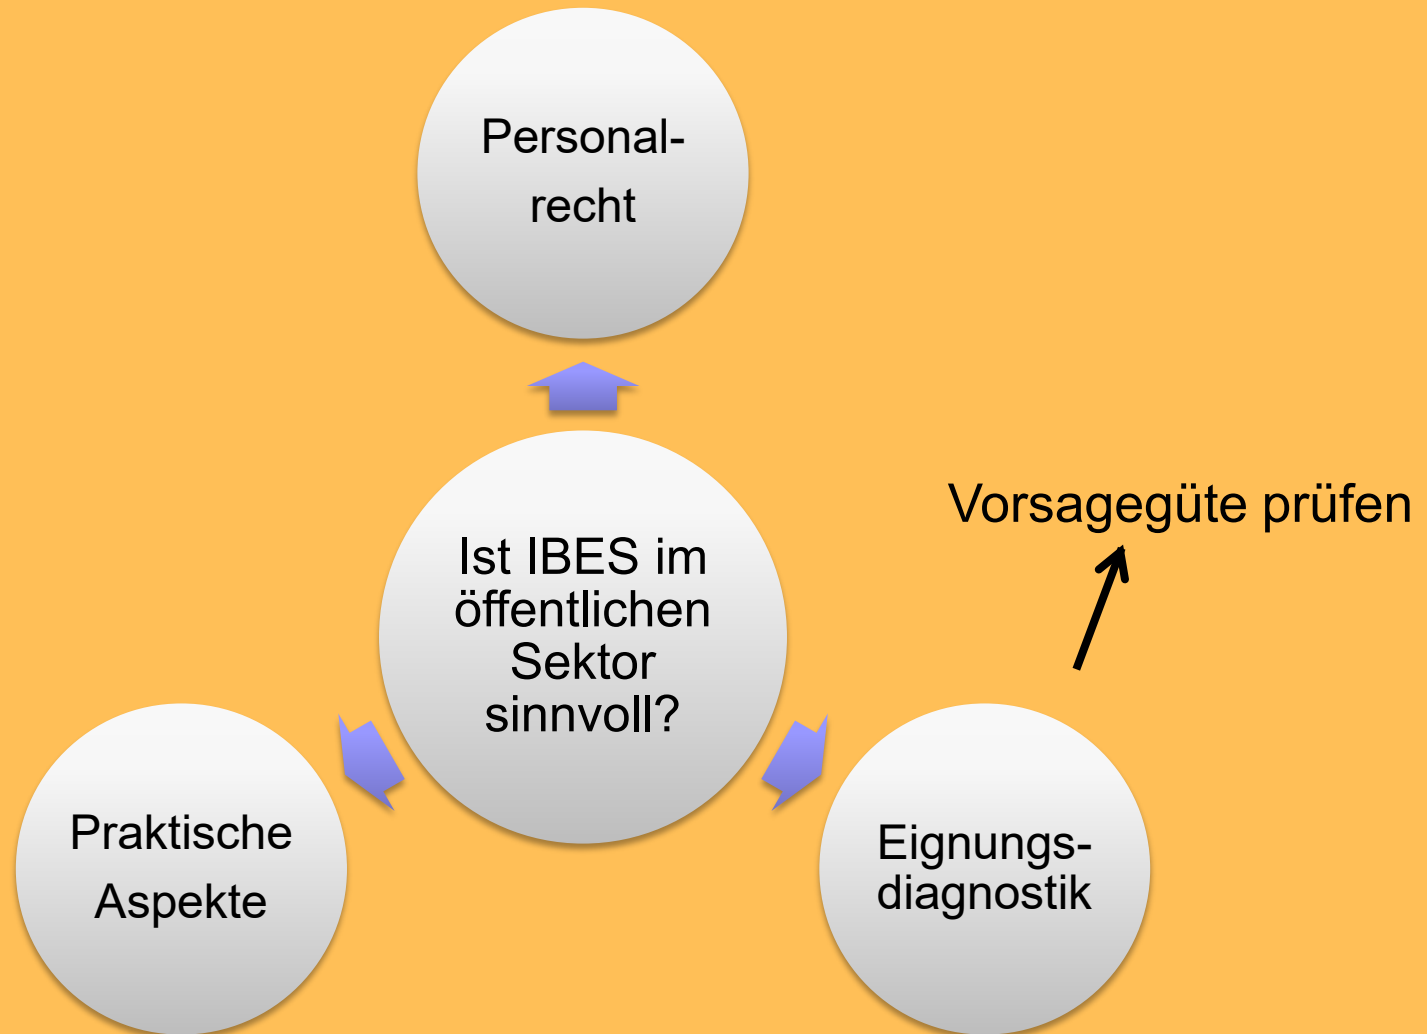 Personal-
recht
Ist IBES im
öffentlichen
Sektor
sinnvoll?
Vorsagegüte prüfen
Praktische
Aspekte
Eignungs-
diagnostik